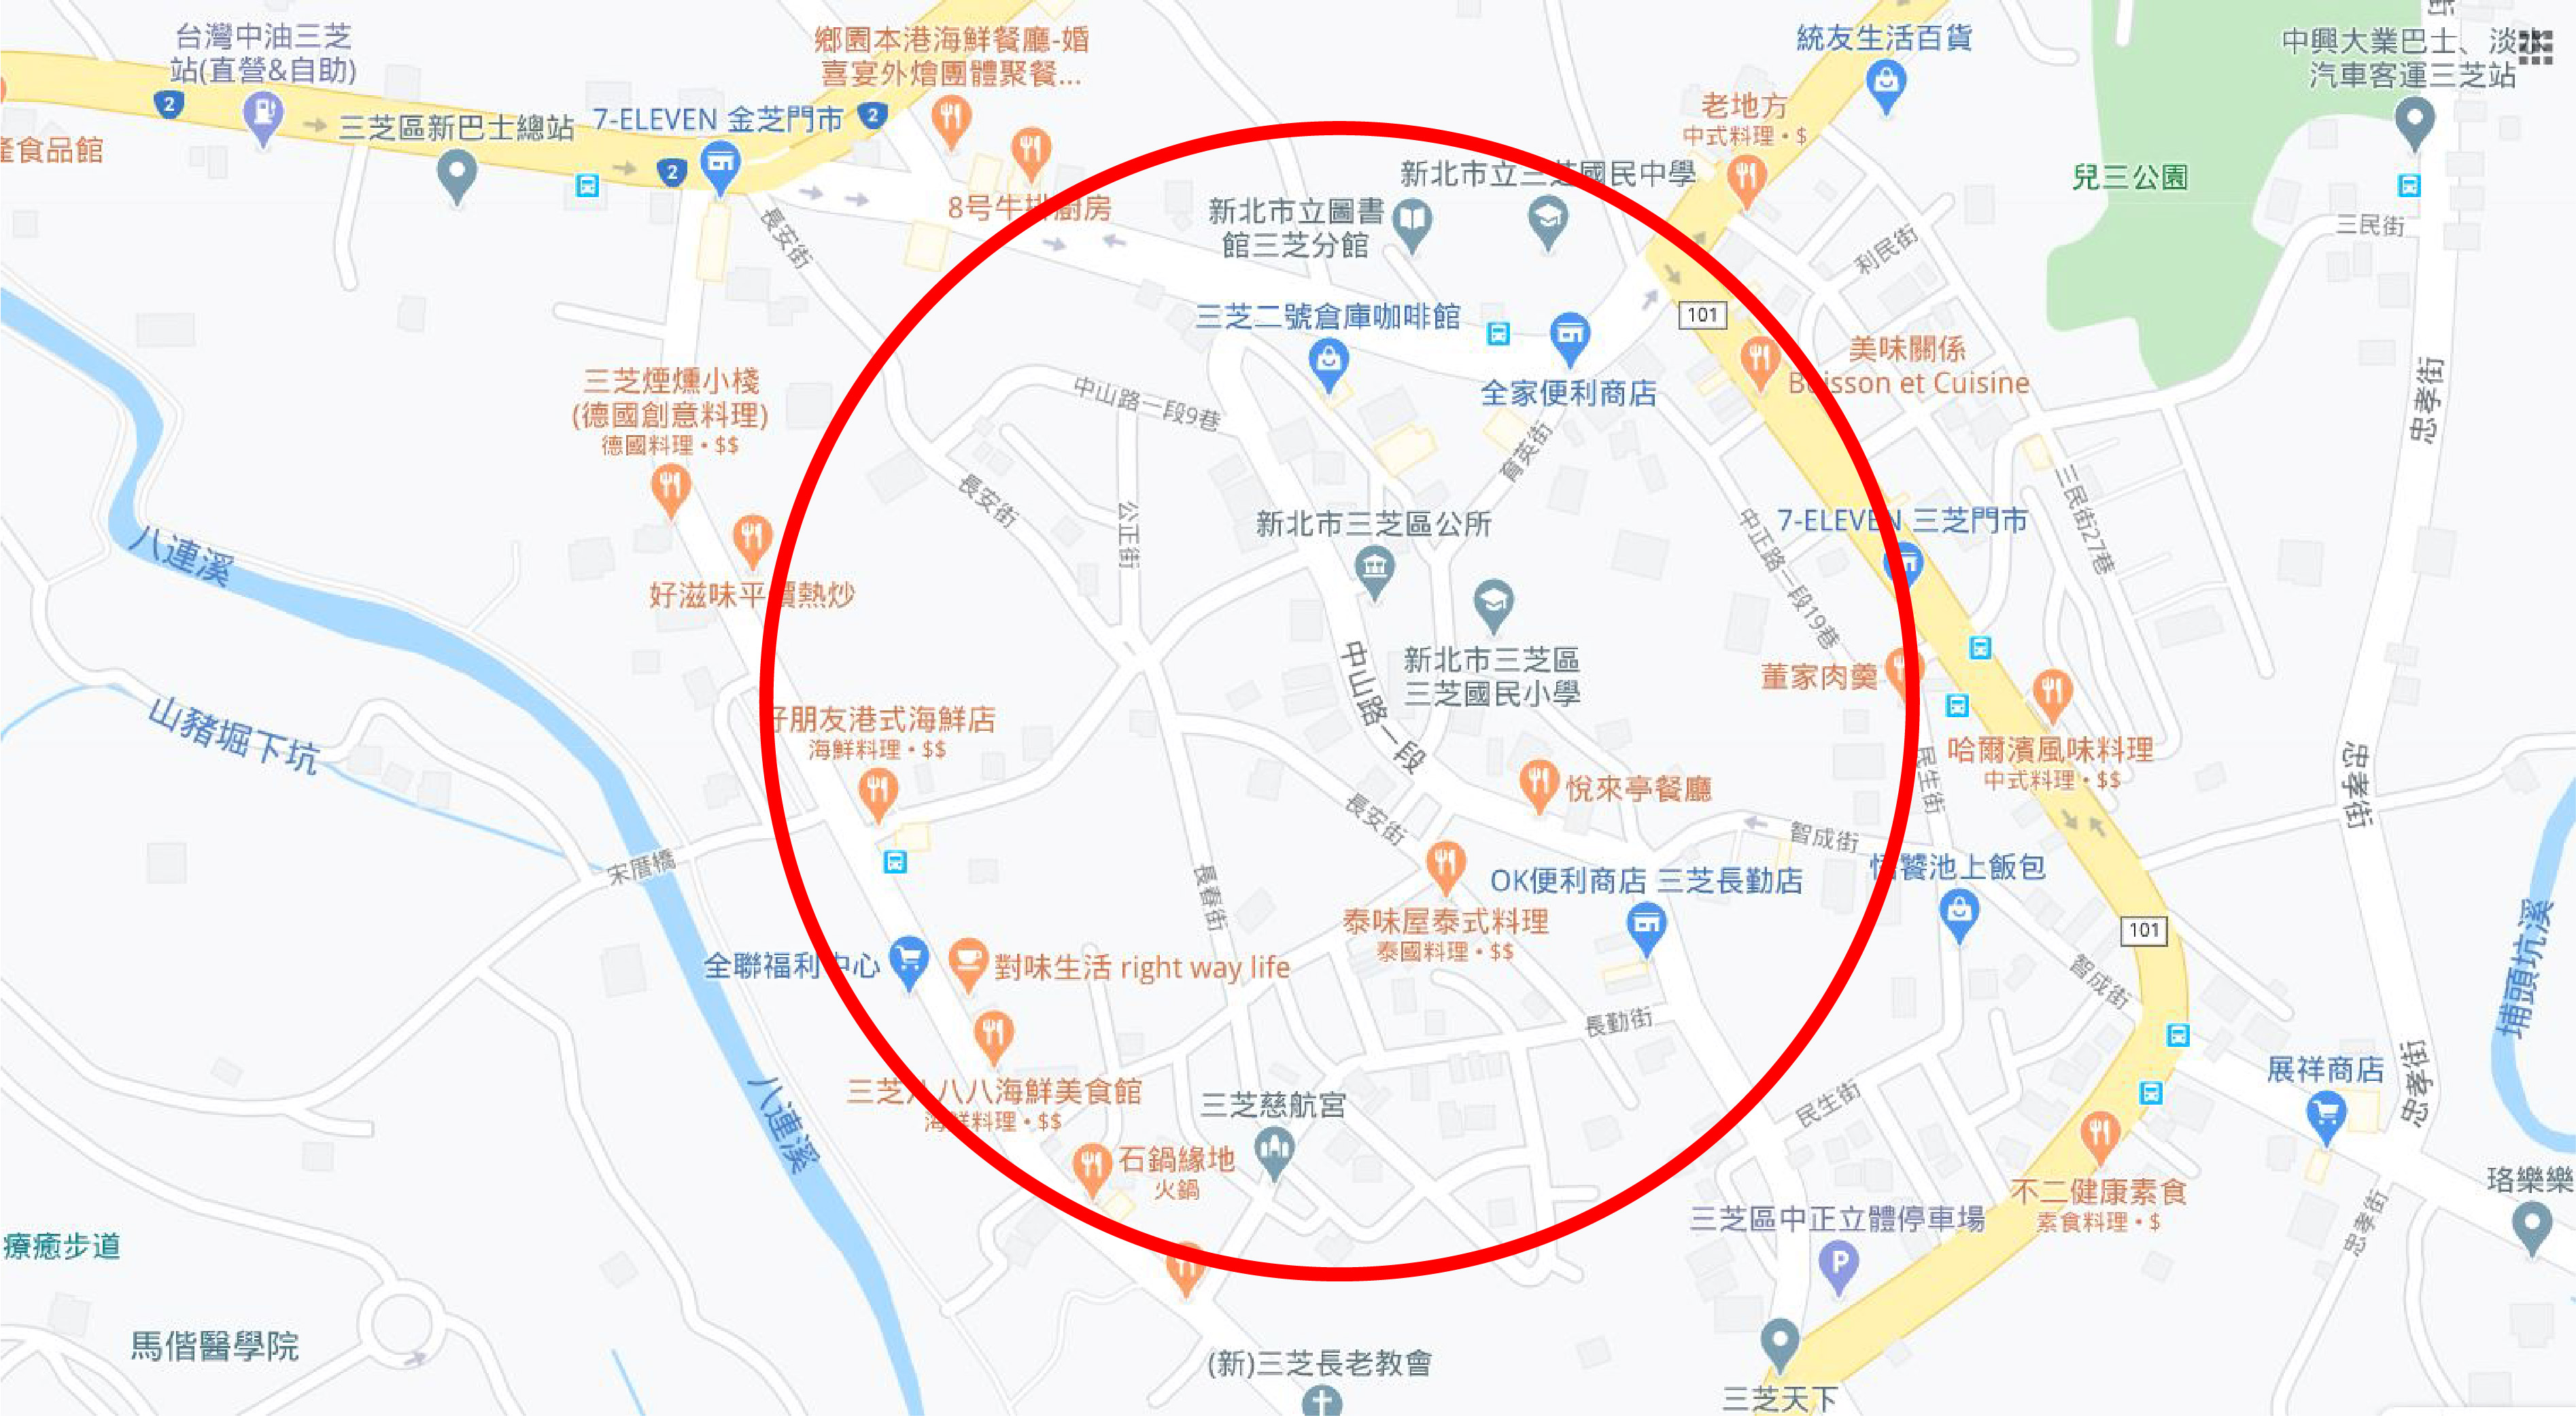 台灣中油三芝
站(直營&自助)
2
三芝區新巴士總站
7-ELEVEN 金芝門市
2
2
鄉園本港海鮮餐廳-婚
喜宴外燴團體聚餐...
8号牛排廚房
產食品館
長安街
新北市立圖書
館三芝分館
新北市立三芝國民中學
老地方
中式料理・$
統友生活百貨
中興大業巴士、淡水
汽車客運三芝站
兒三公園
三民街
利民街
101
三芝二號倉庫咖啡館
全家便利商店
美味關係
Buisson et Cuisine
忠孝街
三芝煙燻小棧
(德國創意料理)
德國料理・$$
中山路一段9巷
育英街
長安街
公正街
新北市三芝區公所
中正路一段19巷
7-ELEVEN 三芝門市
三民街27巷
八連溪
好滋味平價熱炒
新北市三芝區
三芝國民小學
中山路一段
董家肉羹
山豬堀下坑
好朋友港式海鮮店
海鮮料理・$$
悅來亭餐廳
民生街
哈爾濱風味料理
中式料理・$$
忠孝街
長安街
智成街
宋厝橋
長春街
泰味屋泰式料理
泰國料理・$$
OK便利商店 三芝長勤店
悟饕池上飯包
101
全聯福利中心
對味生活 right way life
長勤街
智成街
埔頭坑溪
三芝八八八海鮮美食館
海鮮料理・$$
三芝慈航宮
民生街
展祥商店
忠孝街
八連溪
石鍋緣地
火鍋
三芝區中正立體停車場
P
不二健康素食
素食料理・$
珞樂樂
忠孝街
療癒步道
馬偕醫學院
(新)三芝長老教會
三芝天下